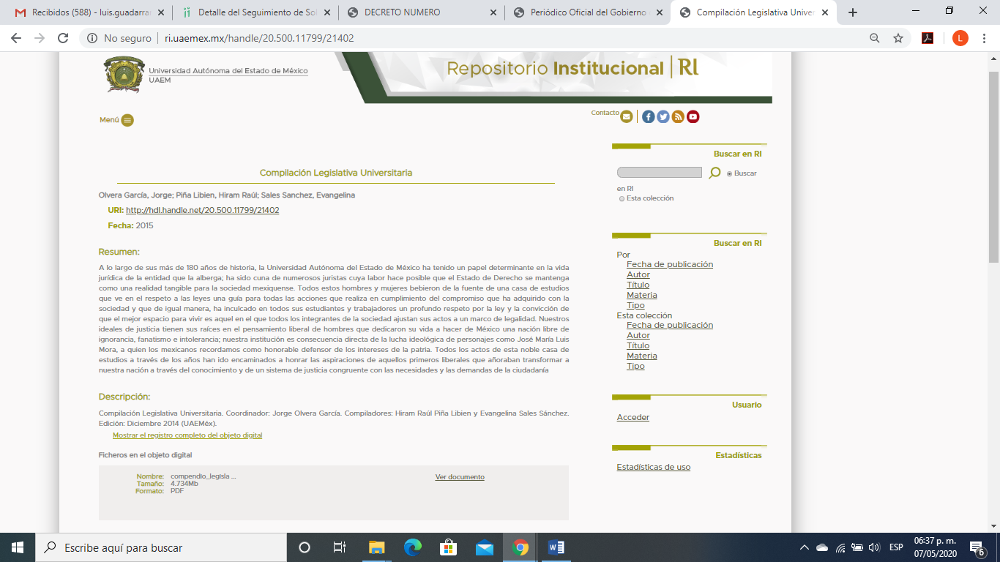 Recibidos (588) - luis.guadarra
Detalle del Seguimiento de Sol
DECRETO NUMERO
Periódico Oficial del Gobierno
Compilación Legislativa Univer
No seguro
ri.uaemex.mx/handle/20.500.11799/21402
L
Universidad Autónoma del Estado de México
UAEM
Repositorio Institucional | RI
Menú
Contacto
Compilación Legislativa Universitaria
Olvera García, Jorge; Piña Libien, Hiram Raúl; Sales Sanchez, Evangelina
URI: http://hdl.handle.net/20.500.11799/21402
Fecha: 2015
Resumen:
A lo largo de sus más de 180 años de historia, la Universidad Autónoma del Estado de México ha tenido un papel determinante en la vida
jurídica de la entidad que la alberga; ha sido cuna de numerosos juristas cuya labor hace posible que el Estado de Derecho se mantenga
como una realidad tangible para la sociedad mexiquense. Todos estos hombres y mujeres bebieron de la fuente de una casa de estudios
que ve en el respeto a las leyes una guía para todas las acciones que realiza en cumplimiento del compromiso que ha adquirido con la
sociedad y que de igual manera, ha inculcado en todos sus estudiantes y trabajadores un profundo respeto por la ley y la convicción de
que el mejor espacio para vivir es aquel en el que todos los integrantes de la sociedad ajustan sus actos a un marco de legalidad. Nuestros
ideales de justicia tienen sus raíces en el pensamiento liberal de hombres que dedicaron su vida a hacer de México una nación libre de
ignorancia, fanatismo e intolerancia; nuestra institución es consecuencia directa de la lucha ideológica de personajes como José María Luis
Mora, a quien los mexicanos recordamos como honorable defensor de los intereses de la patria. Todos los actos de esta noble casa de
estudios a través de los años han ido encaminados a honrar las aspiraciones de aquellos primeros liberales que añoraban transformar a
nuestra nación a través del conocimiento y de un sistema de justicia congruente con las necesidades y las demandas de la ciudadanía
Descripción:
Compilación Legislativa Universitaria. Coordinador: Jorge Olvera García. Compiladores: Hiram Raúl Piña Libien y Evangelina Sales Sánchez.
Edición: Diciembre 2014 (UAEMéx).
Mostrar el registro completo del objeto digital
Ficheros en el objeto digital
Nombre: compendio_legisla ...
Ver documento
Tamaño: 4.734Mb
Formato: PDF
Buscar en RI
Buscar
en RI
Esta colección
Buscar en RI
Por
Fecha de publicación
Autor
Título
Materia
Tipo
Esta colección
Fecha de publicación
Autor
Título
Materia
Tipo
Usuario
Acceder
Estadísticas
Estadísticas de uso
Escribe aquí para buscar
ESP
06:37 p. m.
07/05/2020
6